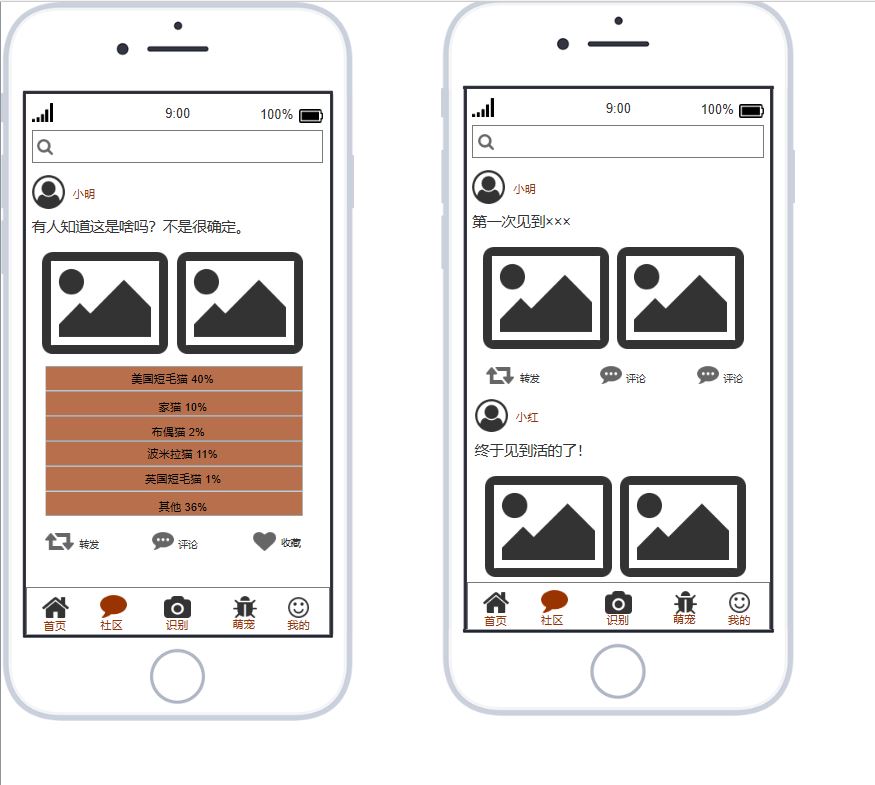 9:00 100%
小明
有人知道这是啥吗？不是很确定。
美国短毛猫 40%
家猫 10%
布偶猫 2%
波米拉猫 11%
英国短毛猫 1%
其他 36%
转发 评论 收藏
首页 社区 识别 萌宠 我的
9:00 100%
小明
第一次见到×××
转发 评论 评论
小红
终于见到活的了！
首页 社区 识别 萌宠 我的